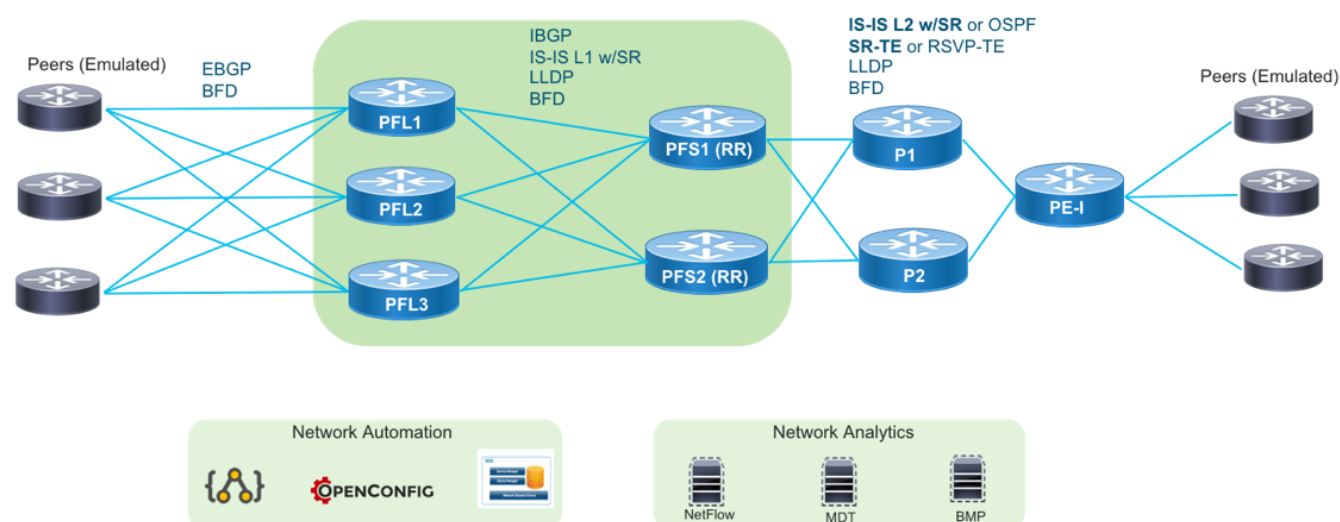 Peers (Emulated)
EBGP
BFD
IBGP
IS-IS L1 w/SR
LLDP
BFD
IS-IS L2 w/SR or OSPF
SR-TE or RSVP-TE
LLDP
BFD
Peers (Emulated)
PFL1
PFL2
PFL3
PFS1 (RR)
PFS2 (RR)
P1
P2
PE-I
Network Automation
OPENCONFIG
Network Analytics
NetFlow
MDT
BMP